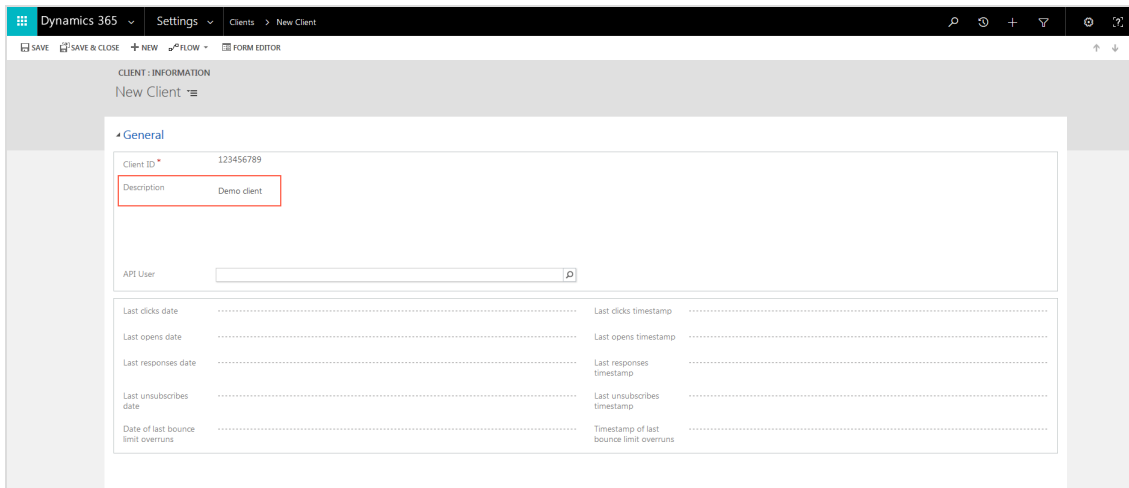 Dynamics 365 Settings Clients > New Client
SAVE SAVE & CLOSE + NEW FLOW FORM EDITOR
CLIENT : INFORMATION
New Client
General
Client ID * 123456789
Description Demo client
API User
Last clicks date Last clicks timestamp
Last opens date Last opens timestamp
Last responses date Last responses
timestamp
Last unsubscribes Last unsubscribes
date timestamp
Date of last bounce Timestamp of last
limit overruns bounce limit overruns